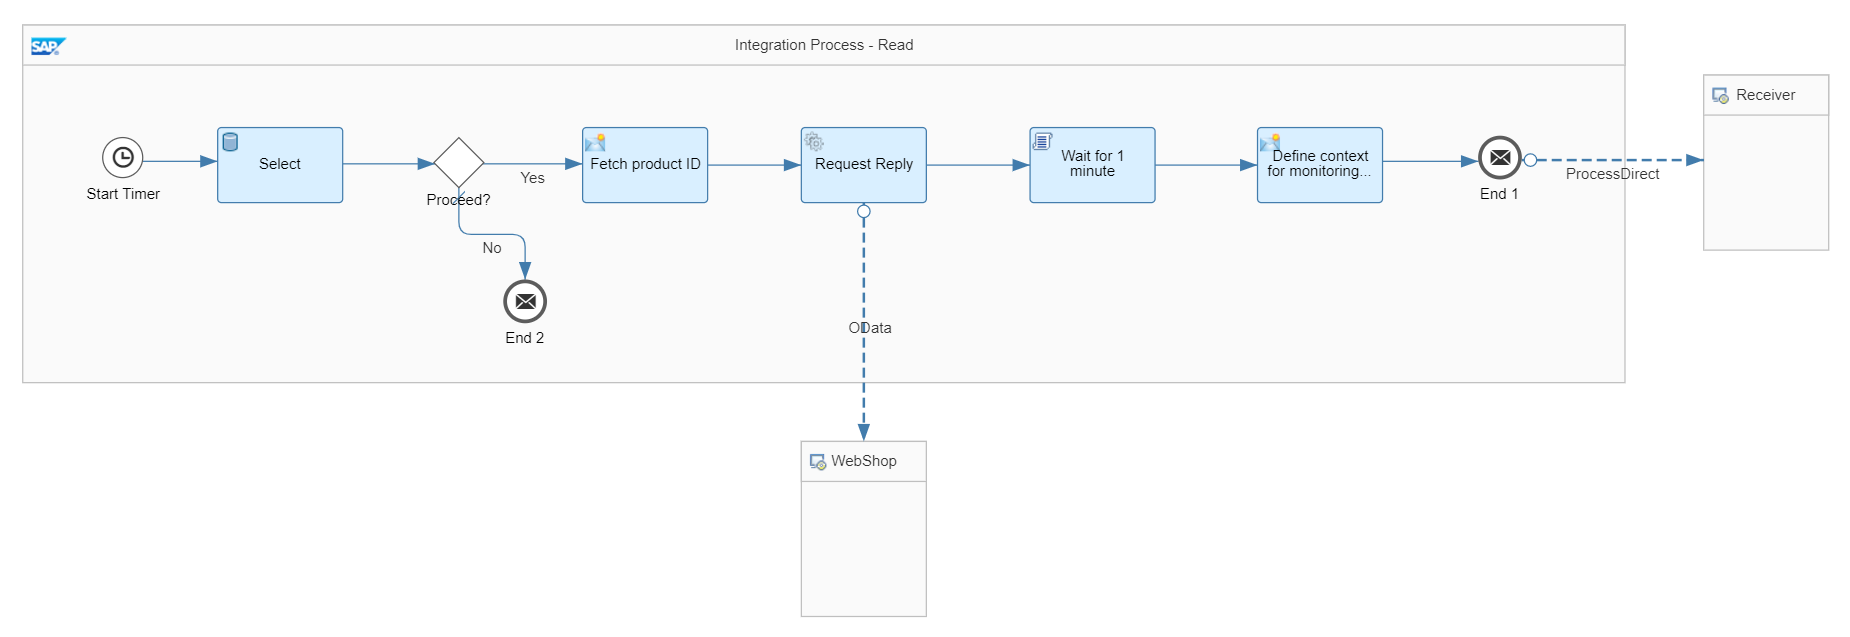 SAP
Integration Process - Read
Receiver
Start Timer
Select
Proceed?
Yes
No
End 2
Fetch product ID
Request Reply
OData
WebShop
Wait for 1
minute
Define context
for monitoring...
End 1
ProcessDirect